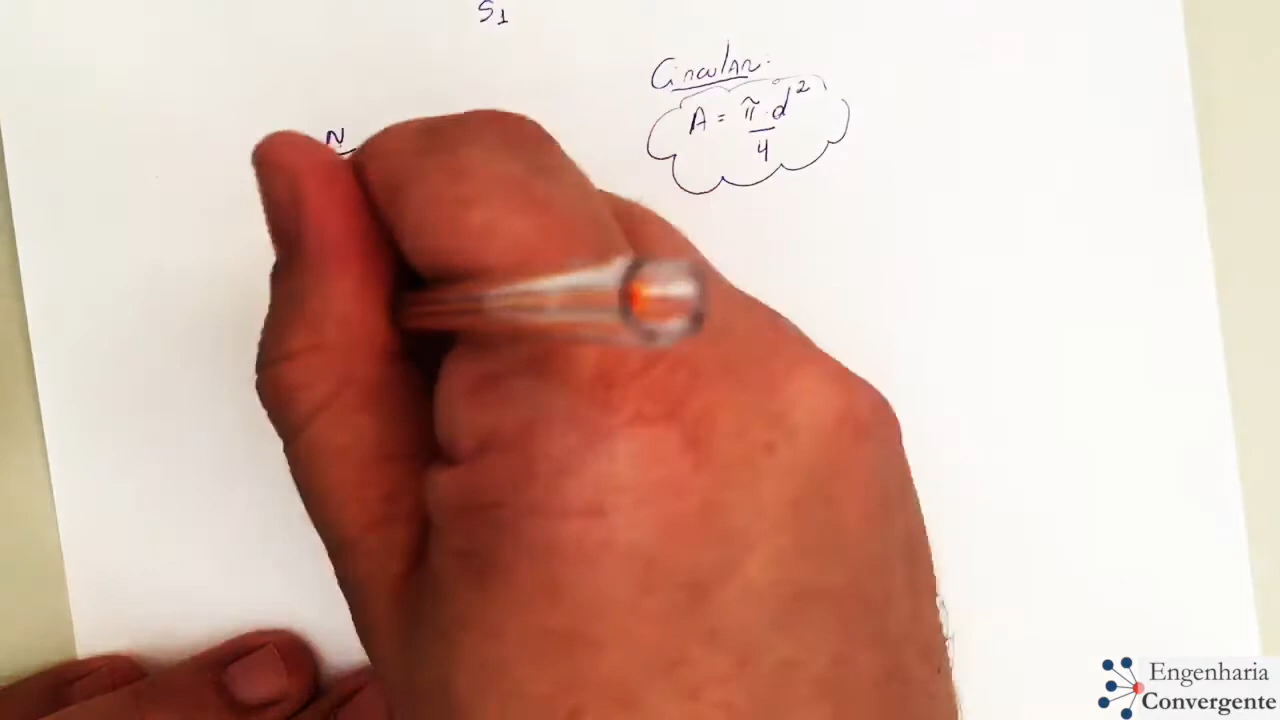 S1
Circular:
A = π.d²
4
N
Engenharia
Convergente